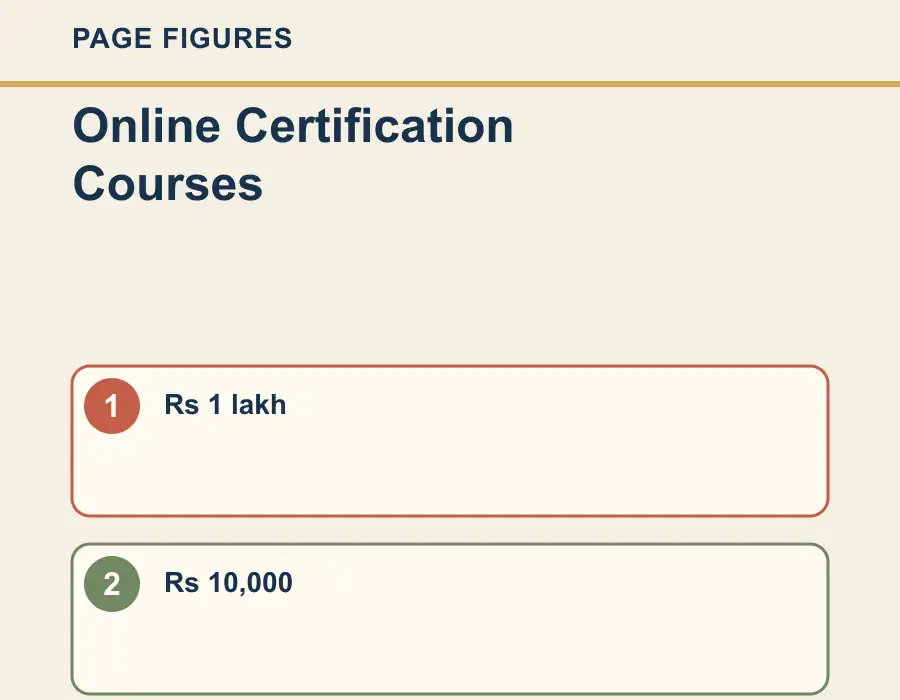 PAGE FIGURES
Online Certification
Courses
1
Rs 1 lakh
2
Rs 10,000